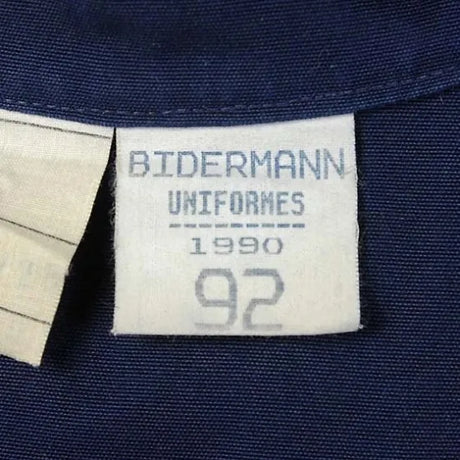 BIDERMANN
UNIFORMES
1990
92